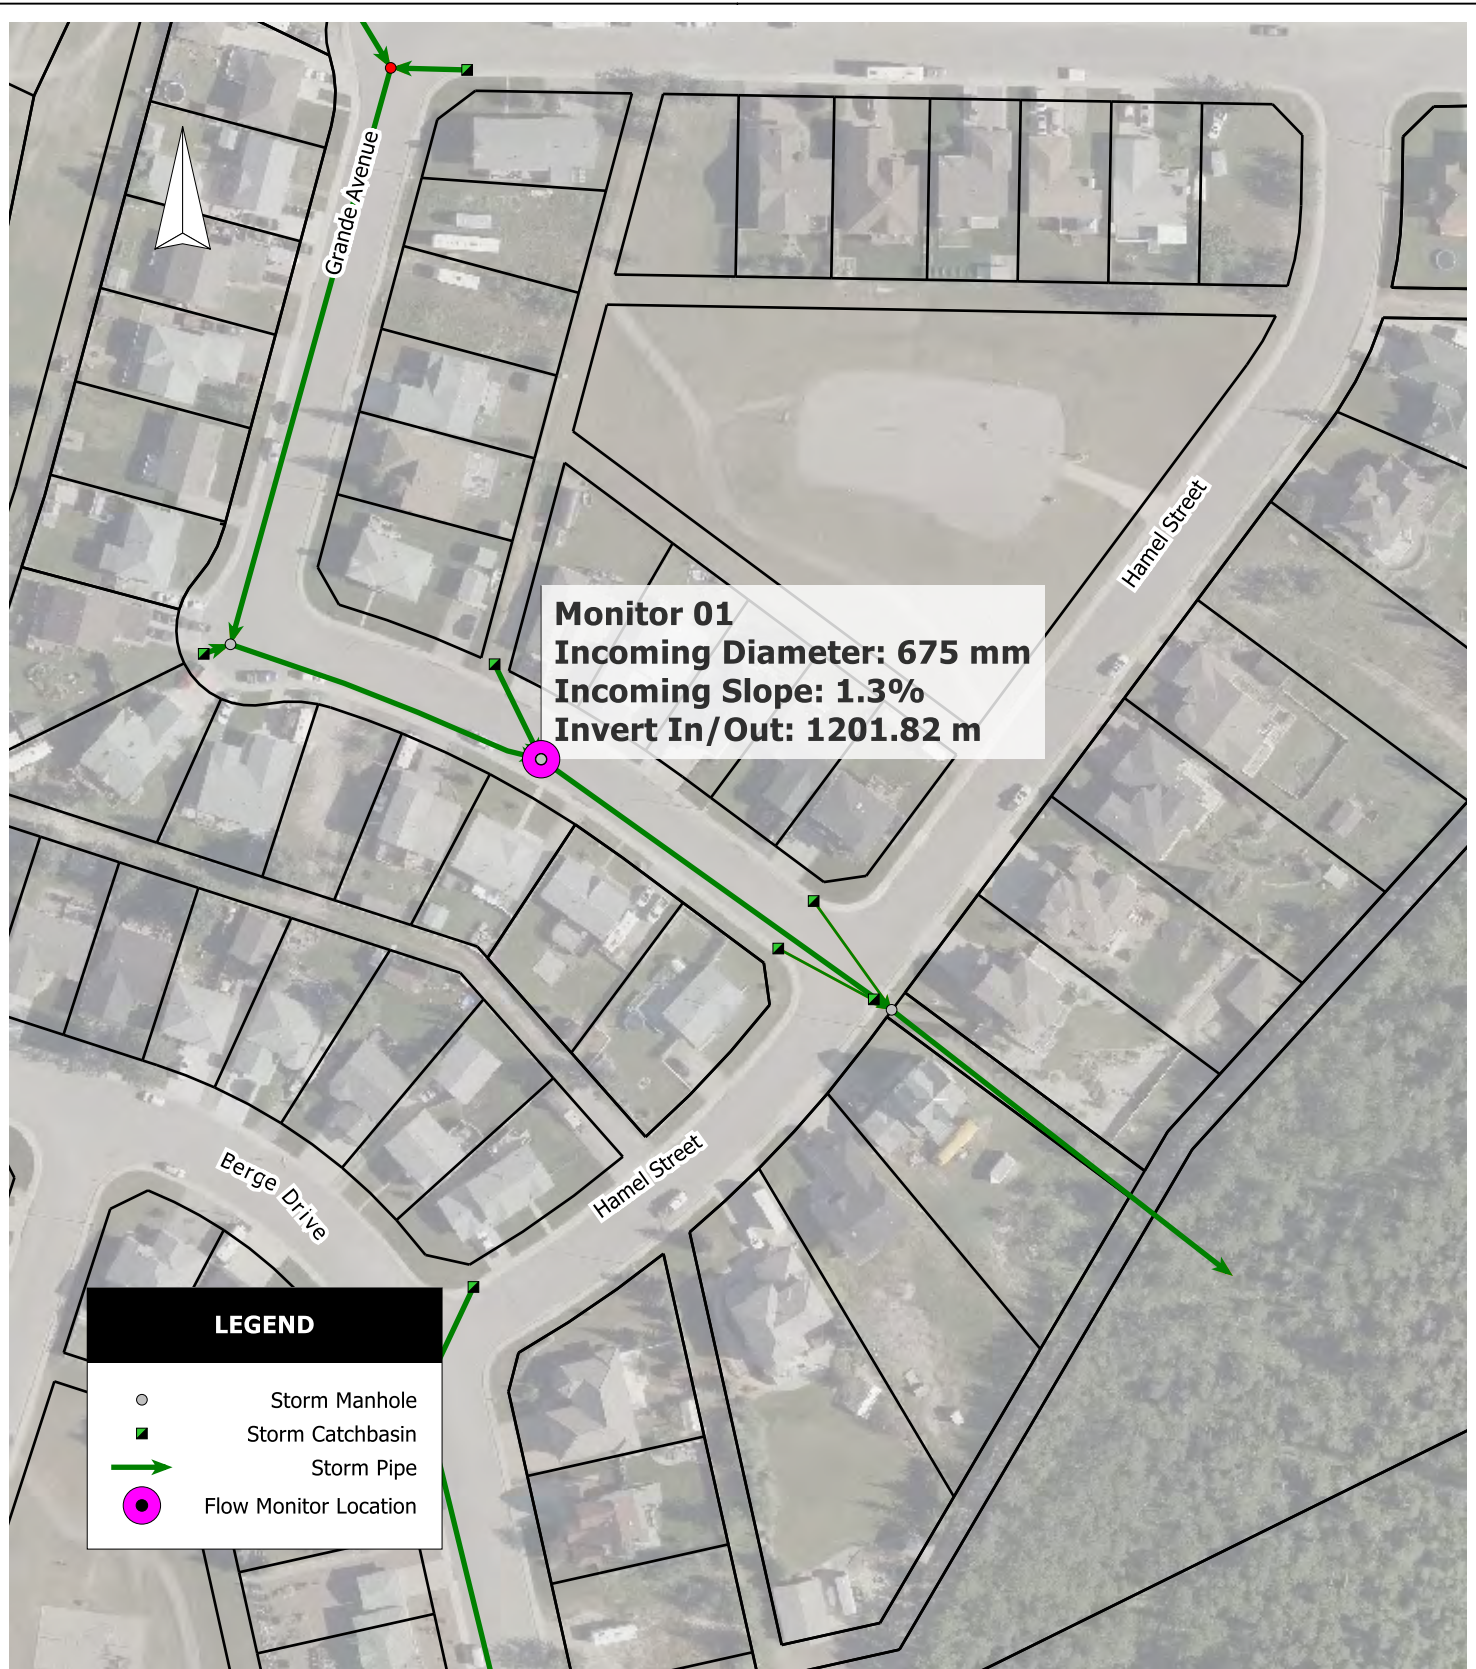 Grande Avenue
Hamel Street
Monitor 01
Incoming Diameter: 675 mm
Incoming Slope: 1.3%
Invert In/Out: 1201.82 m
Hamel Street
Berge Drive
LEGEND
Storm Manhole
Storm Catchbasin
Storm Pipe
Flow Monitor Location